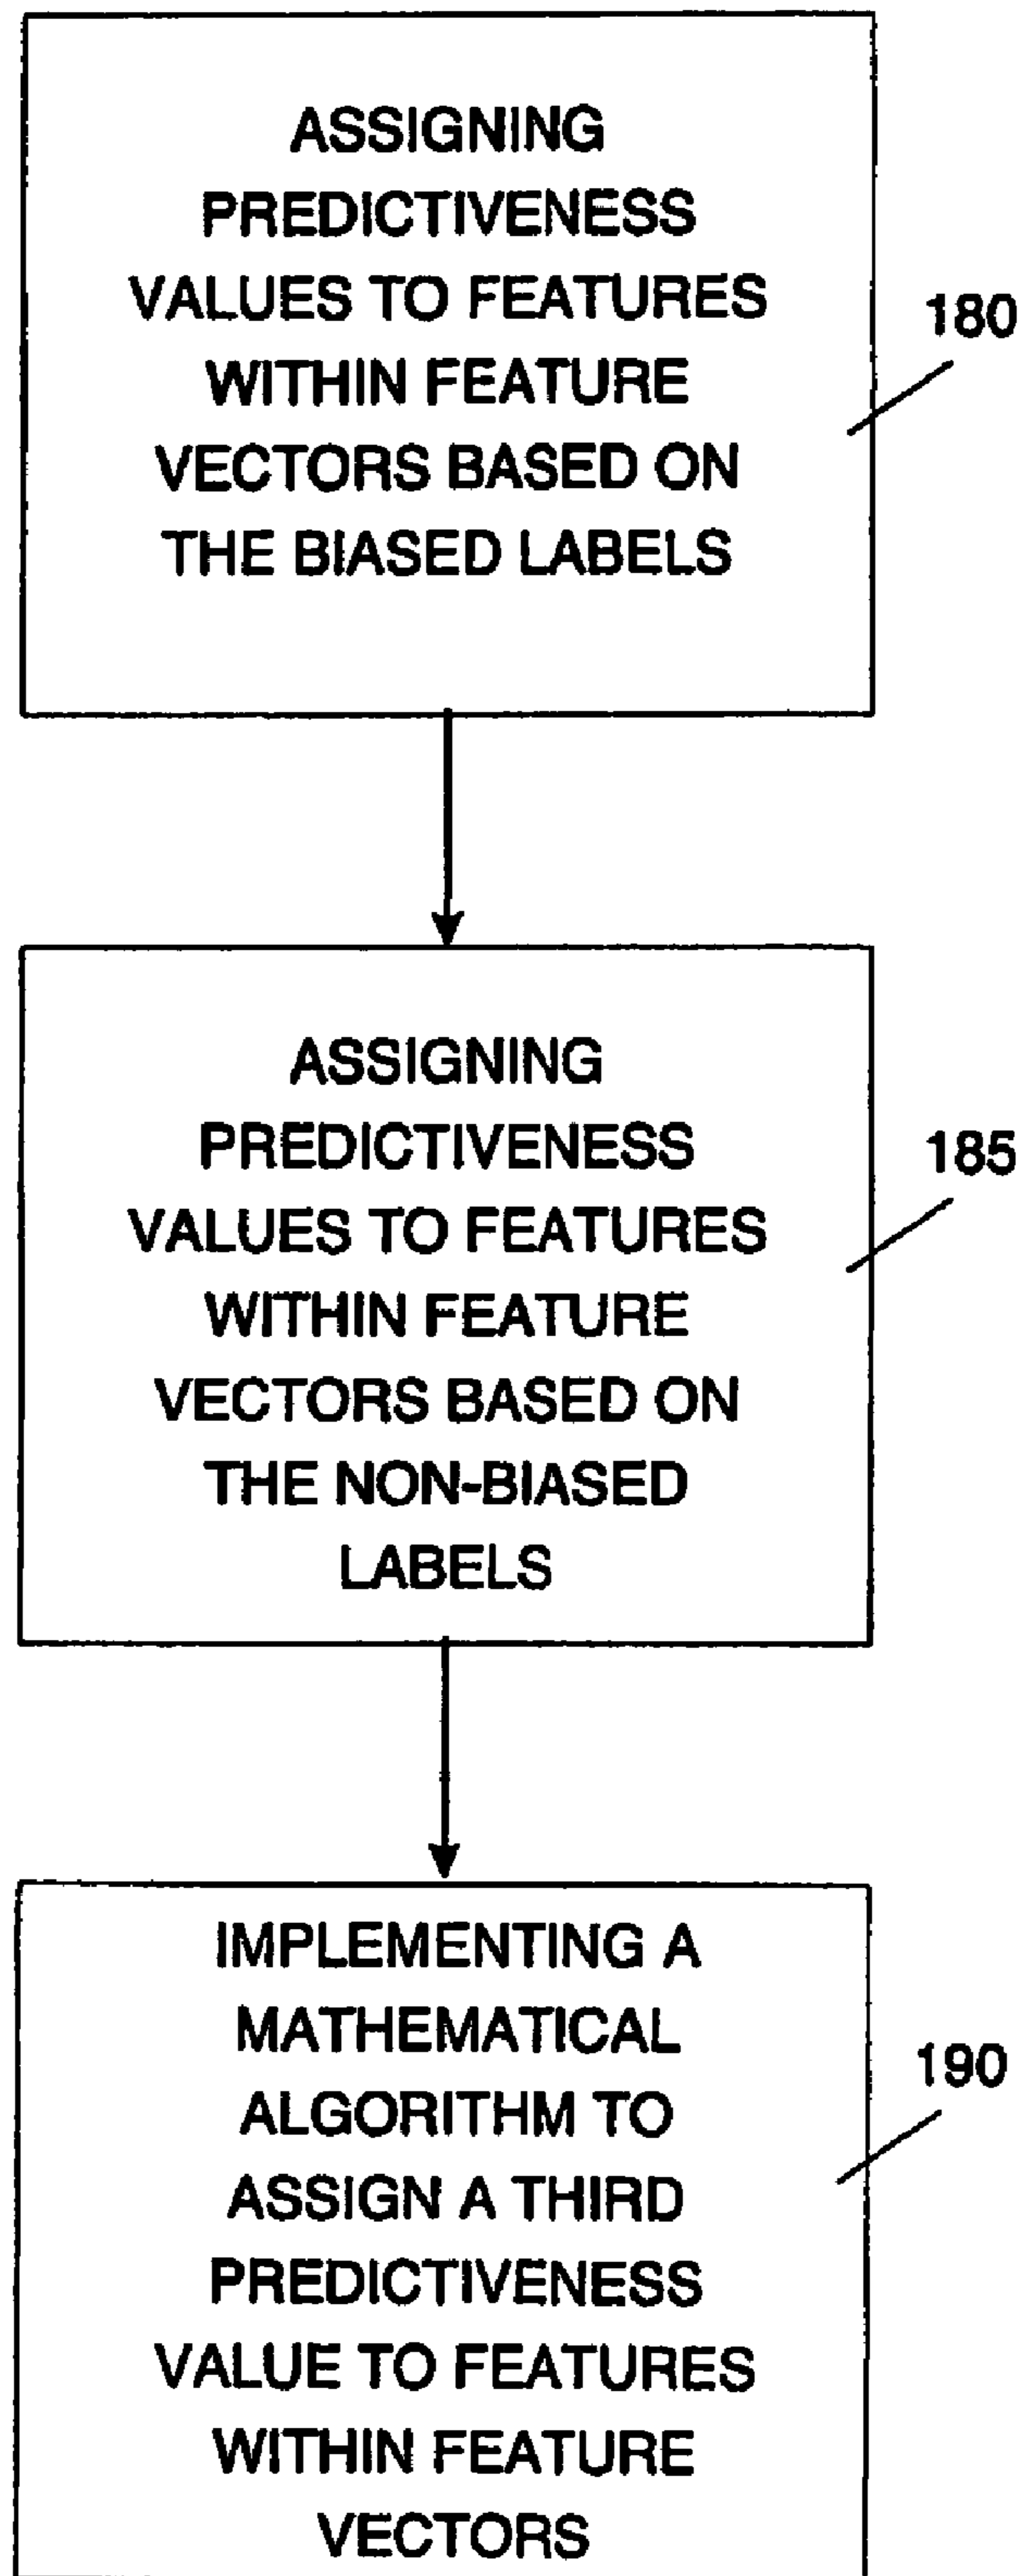 ASSIGNING
PREDICTIVENESS
VALUES TO FEATURES
WITHIN FEATURE
VECTORS BASED ON
THE BIASED LABELS
180
ASSIGNING
PREDICTIVENESS
VALUES TO FEATURES
WITHIN FEATURE
VECTORS BASED ON
THE NON-BIASED
LABELS
185
IMPLEMENTING A
MATHEMATICAL
ALGORITHM TO
ASSIGN A THIRD
PREDICTIVENESS
VALUE TO FEATURES
WITHIN FEATURE
VECTORS
190